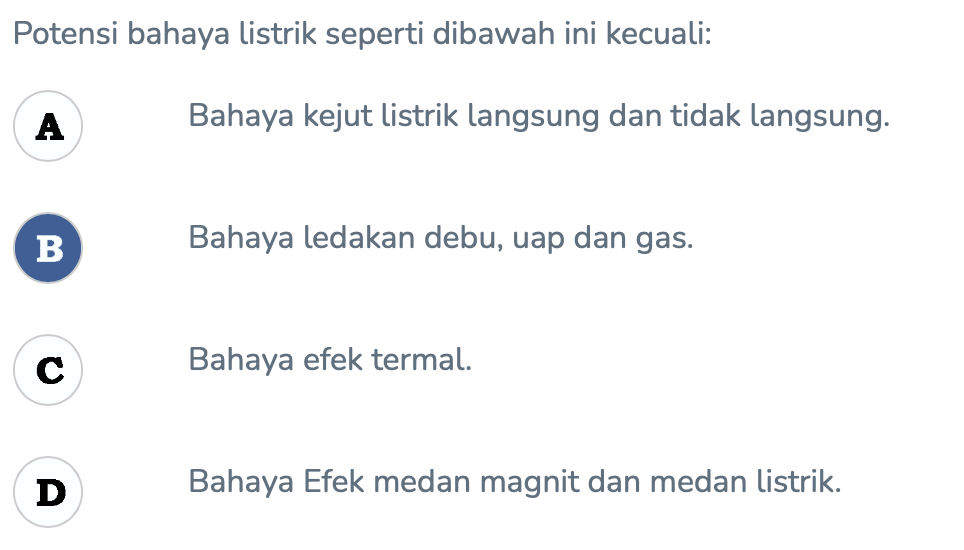 Potensi bahaya listrik seperti dibawah ini kecuali:
A Bahaya kejut listrik langsung dan tidak langsung.
B Bahaya ledakan debu, uap dan gas.
C Bahaya efek termal.
D Bahaya Efek medan magnit dan medan listrik.